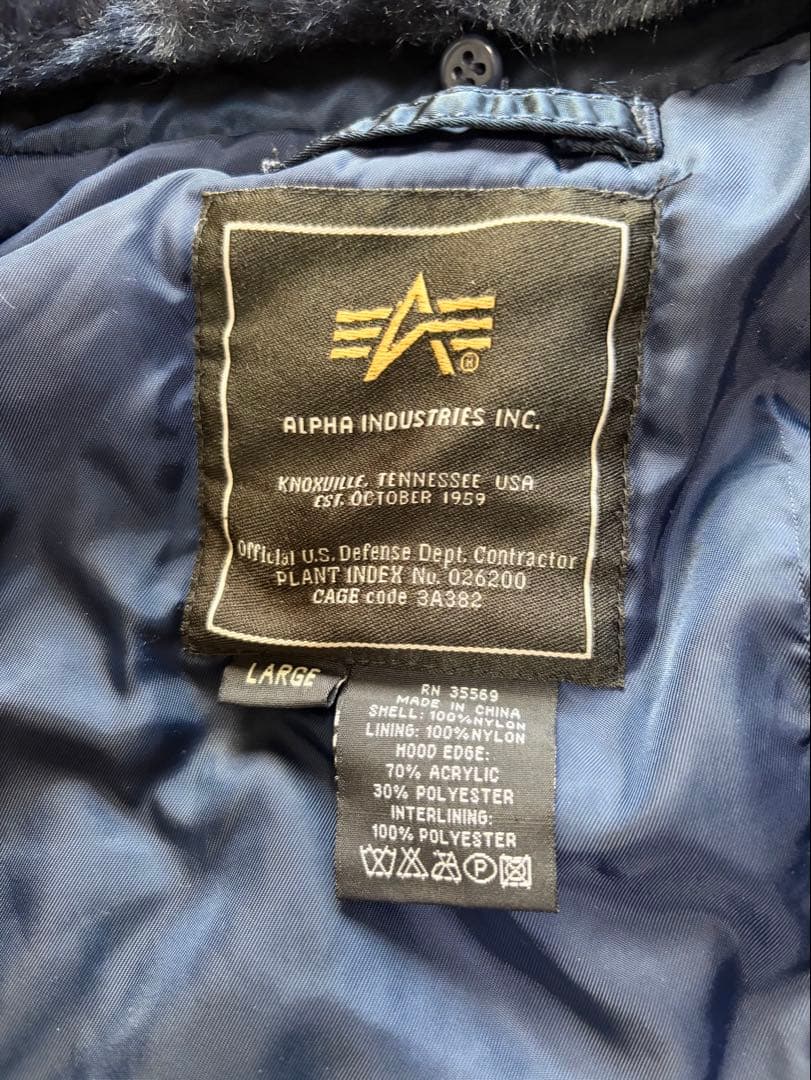 ALPHA INDUSTRIES INC.
KNOXVILLE, TENNESSEE USA
EST. OCTOBER 1959
Official U.S. Defense Dept. Contractor
PLANT INDEX No. 026200
CAGE code 3A382
LARGE
RN 35569
MADE IN CHINA
SHELL: 100%NYLON
LINING: 100%NYLON
HOOD EDGE:
70% ACRYLIC
30% POLYESTER
INTERLINING:
100% POLYESTER
P